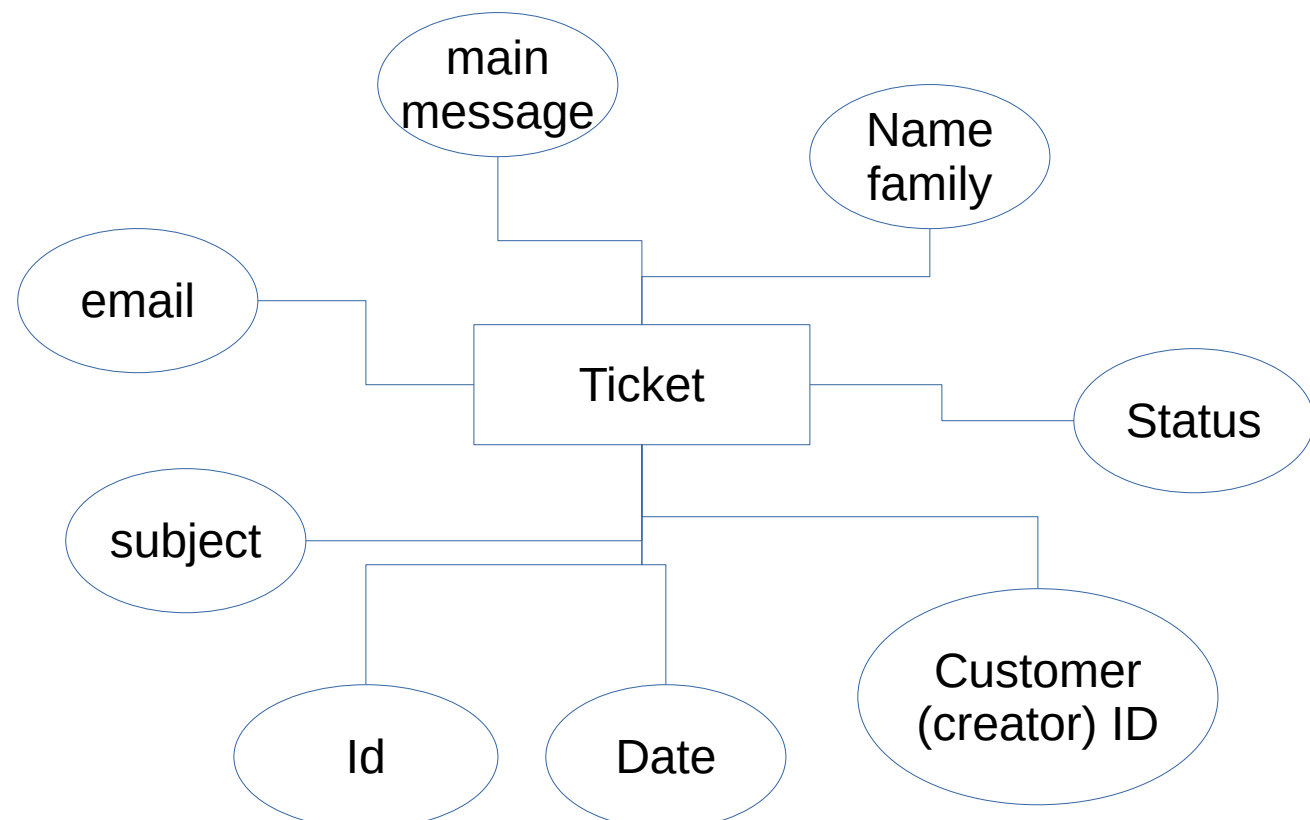 main
message
Name
family
email
Ticket
Status
subject
Customer
(creator) ID
Id
Date